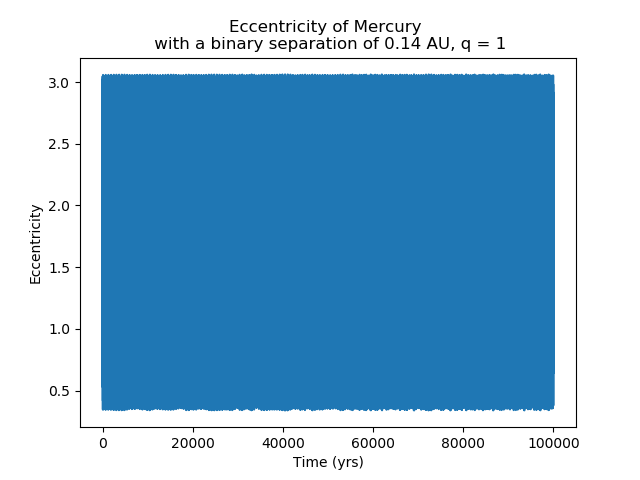 Eccentricity of Mercury
with a binary separation of 0.14 AU, q = 1
3.0
2.5
2.0
1.5
1.0
0.5
Eccentricity
0 20000 40000 60000 80000 100000
Time (yrs)